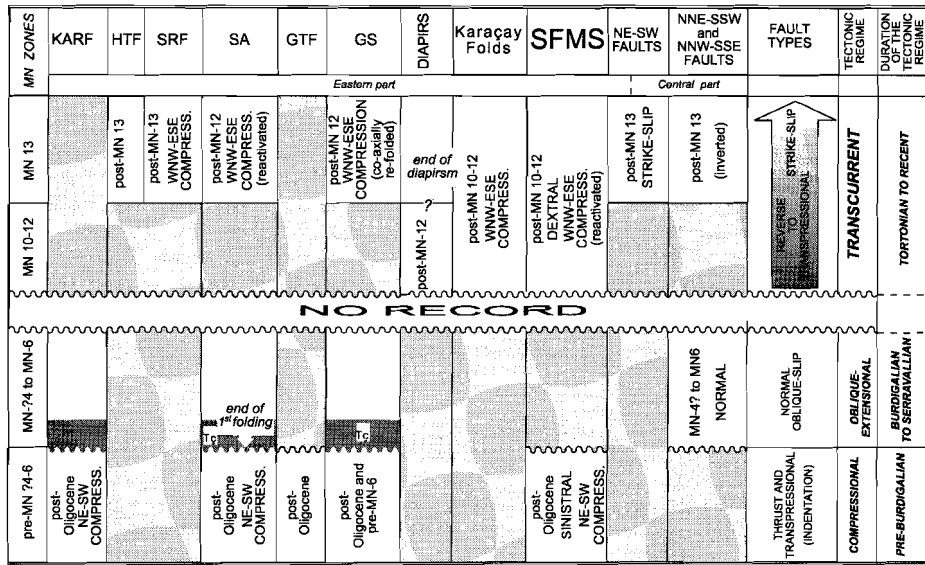 MN ZONES
KARF
HTF
SRF
SA
GTF
GS
DIAPIRS
Karaçay
Folds
SFMS
NE-SW
FAULTS
NNE-SSW
and
NNW-SSE
FAULTS
FAULT
TYPES
TECTONIC
REGIME
DURATION
OF THE
TECTONIC
REGIME
Eastern part
Central part
MN 13
post-MN 13
post-MN-13
WNW-ESE
COMPRESS.
post-MN-12
WNW-ESE
COMPRESS.
(reactivated)
post-MN 12
WNW-ESE
COMPRESSION
(co-axially
re-folded)
end of
diapirsm
?
post-MN-12
post-MN 10-12
WNW-ESE
COMPRESS.
post-MN 10-12
DEXTRAL
WNW-ESE
COMPRESS.
(reactivated)
post-MN 13
STRIKE-SLIP
post-MN 13
(inverted)
STRIKE-SLIP
REVERSE
TO
TRANSPRESSIONAL
TRANSCURRENT
TORTONIAN TO RECENT
MN 10-12
NO RECORD
MN-?4 to MN-6
end of
1st folding
Tç
Tç
MN-4? to MN6
NORMAL
NORMAL
OBLIQUE-SLIP
OBLIQUE-
EXTENSIONAL
BURDIGALIAN
TO SERRAVALLIAN
pre-MN ?4-6
post-
Oligocene
NE-SW
COMPRESS.
post-
Oligocene
NE-SW
COMPRESS.
post-
Oligocene
post-
Oligocene and
pre-MN-6
post-
Oligocene
SINISTRAL
NE-SW
COMPRESS.
THRUST AND
TRANSPRESSIONAL
(INDENTATION)
COMPRESSIONAL
PRE-BURDIGALIAN